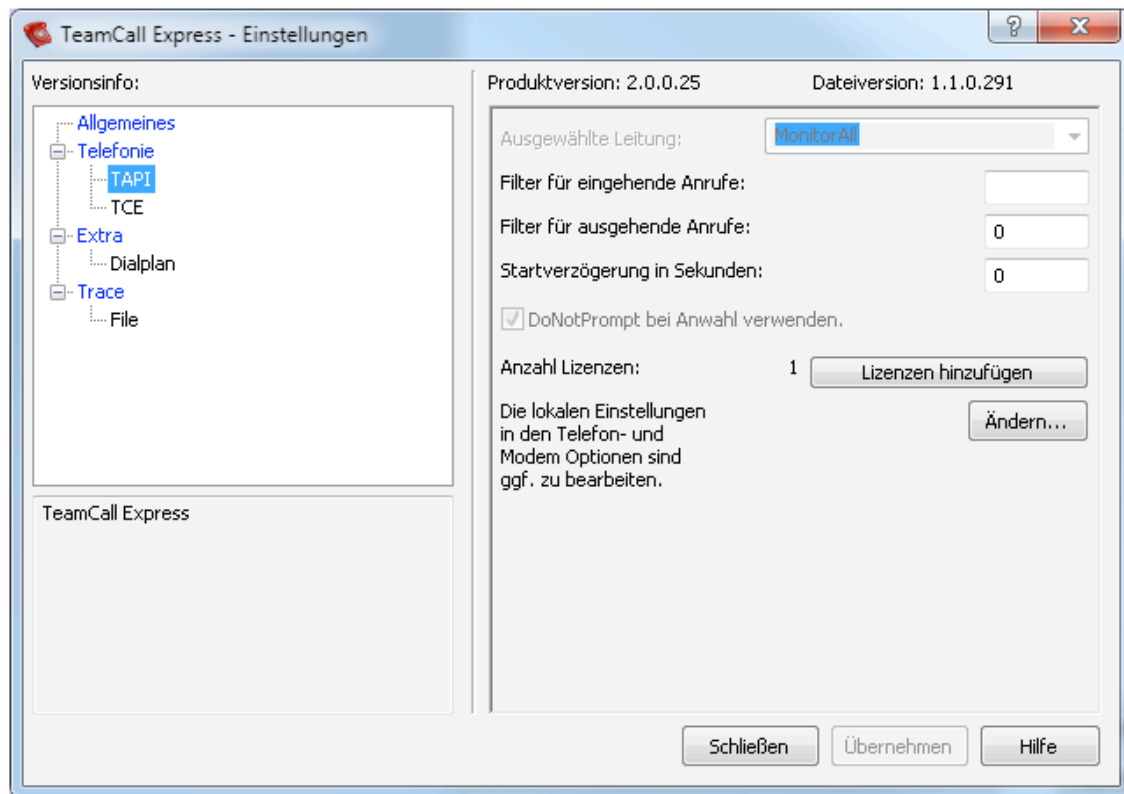 TeamCall Express - Einstellungen
Versionsinfo:
Produktversion: 2.0.0.25 Dateiversion: 1.1.0.291
Allgemeines
Telefonie
TAPI
TCE
Extra
Dialplan
Trace
File
TeamCall Express
Ausgewählte Leitung: MonitorAll
Filter für eingehende Anrufe:
Filter für ausgehende Anrufe: 0
Startverzögerung in Sekunden: 0
DoNotPrompt bei Anwahl verwenden.
Anzahl Lizenzen: 1 Lizenzen hinzufügen
Die lokalen Einstellungen
in den Telefon- und
Modem Optionen sind
ggf. zu bearbeiten.
Ändern...
Schließen Übernehmen Hilfe